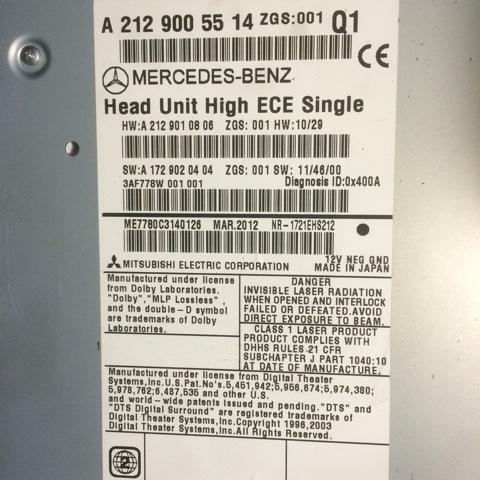 A 212 900 55 14 ZGS:001 Q1
CE
MERCEDES-BENZ
Head Unit High ECE Single
HW:A 212 901 08 06 ZGS: 001 HW:10/29
SW:A 172 902 04 04 ZGS: 001 SW: 11/46/00
3AF778W 001 001 Diagnosis ID:0x400A
ME7780C3140126 MAR.2012 NR-1721EHS212
MITSUBISHI ELECTRIC CORPORATION
12V NEG GND
MADE IN JAPAN
Manufactured under license
from Dolby Laboratories.
"Dolby","MLP Lossless",
and the double-D symbol
are trademarks of Dolby
Laboratories.
DANGER
INVISIBLE LASER RADIATION
WHEN OPENED AND INTERLOCK
FAILED OR DEFEATED.AVOID
DIRECT EXPOSURE TO BEAM.
CLASS 1 LASER PRODUCT
PRODUCT COMPLIES WITH
DHHS RULES 21 CFR
SUBCHAPTER J PART 1040:10
AT DATE OF MANUFACTURE.
Manufactured under license from Digital Theater
Systems,Inc.U.S.Pat.No's.5,451,942;5,956,674;5,974,380;
5,978,762;6,487,535 and other U.S.
and world-wide patents issued and pending."DTS" and
"DTS Digital Surround" are registered trademarks of
Digital Theater Systems,Inc.Copyright 1996,2003
Digital Theater Systems,Inc.All Rights Reserved.
2